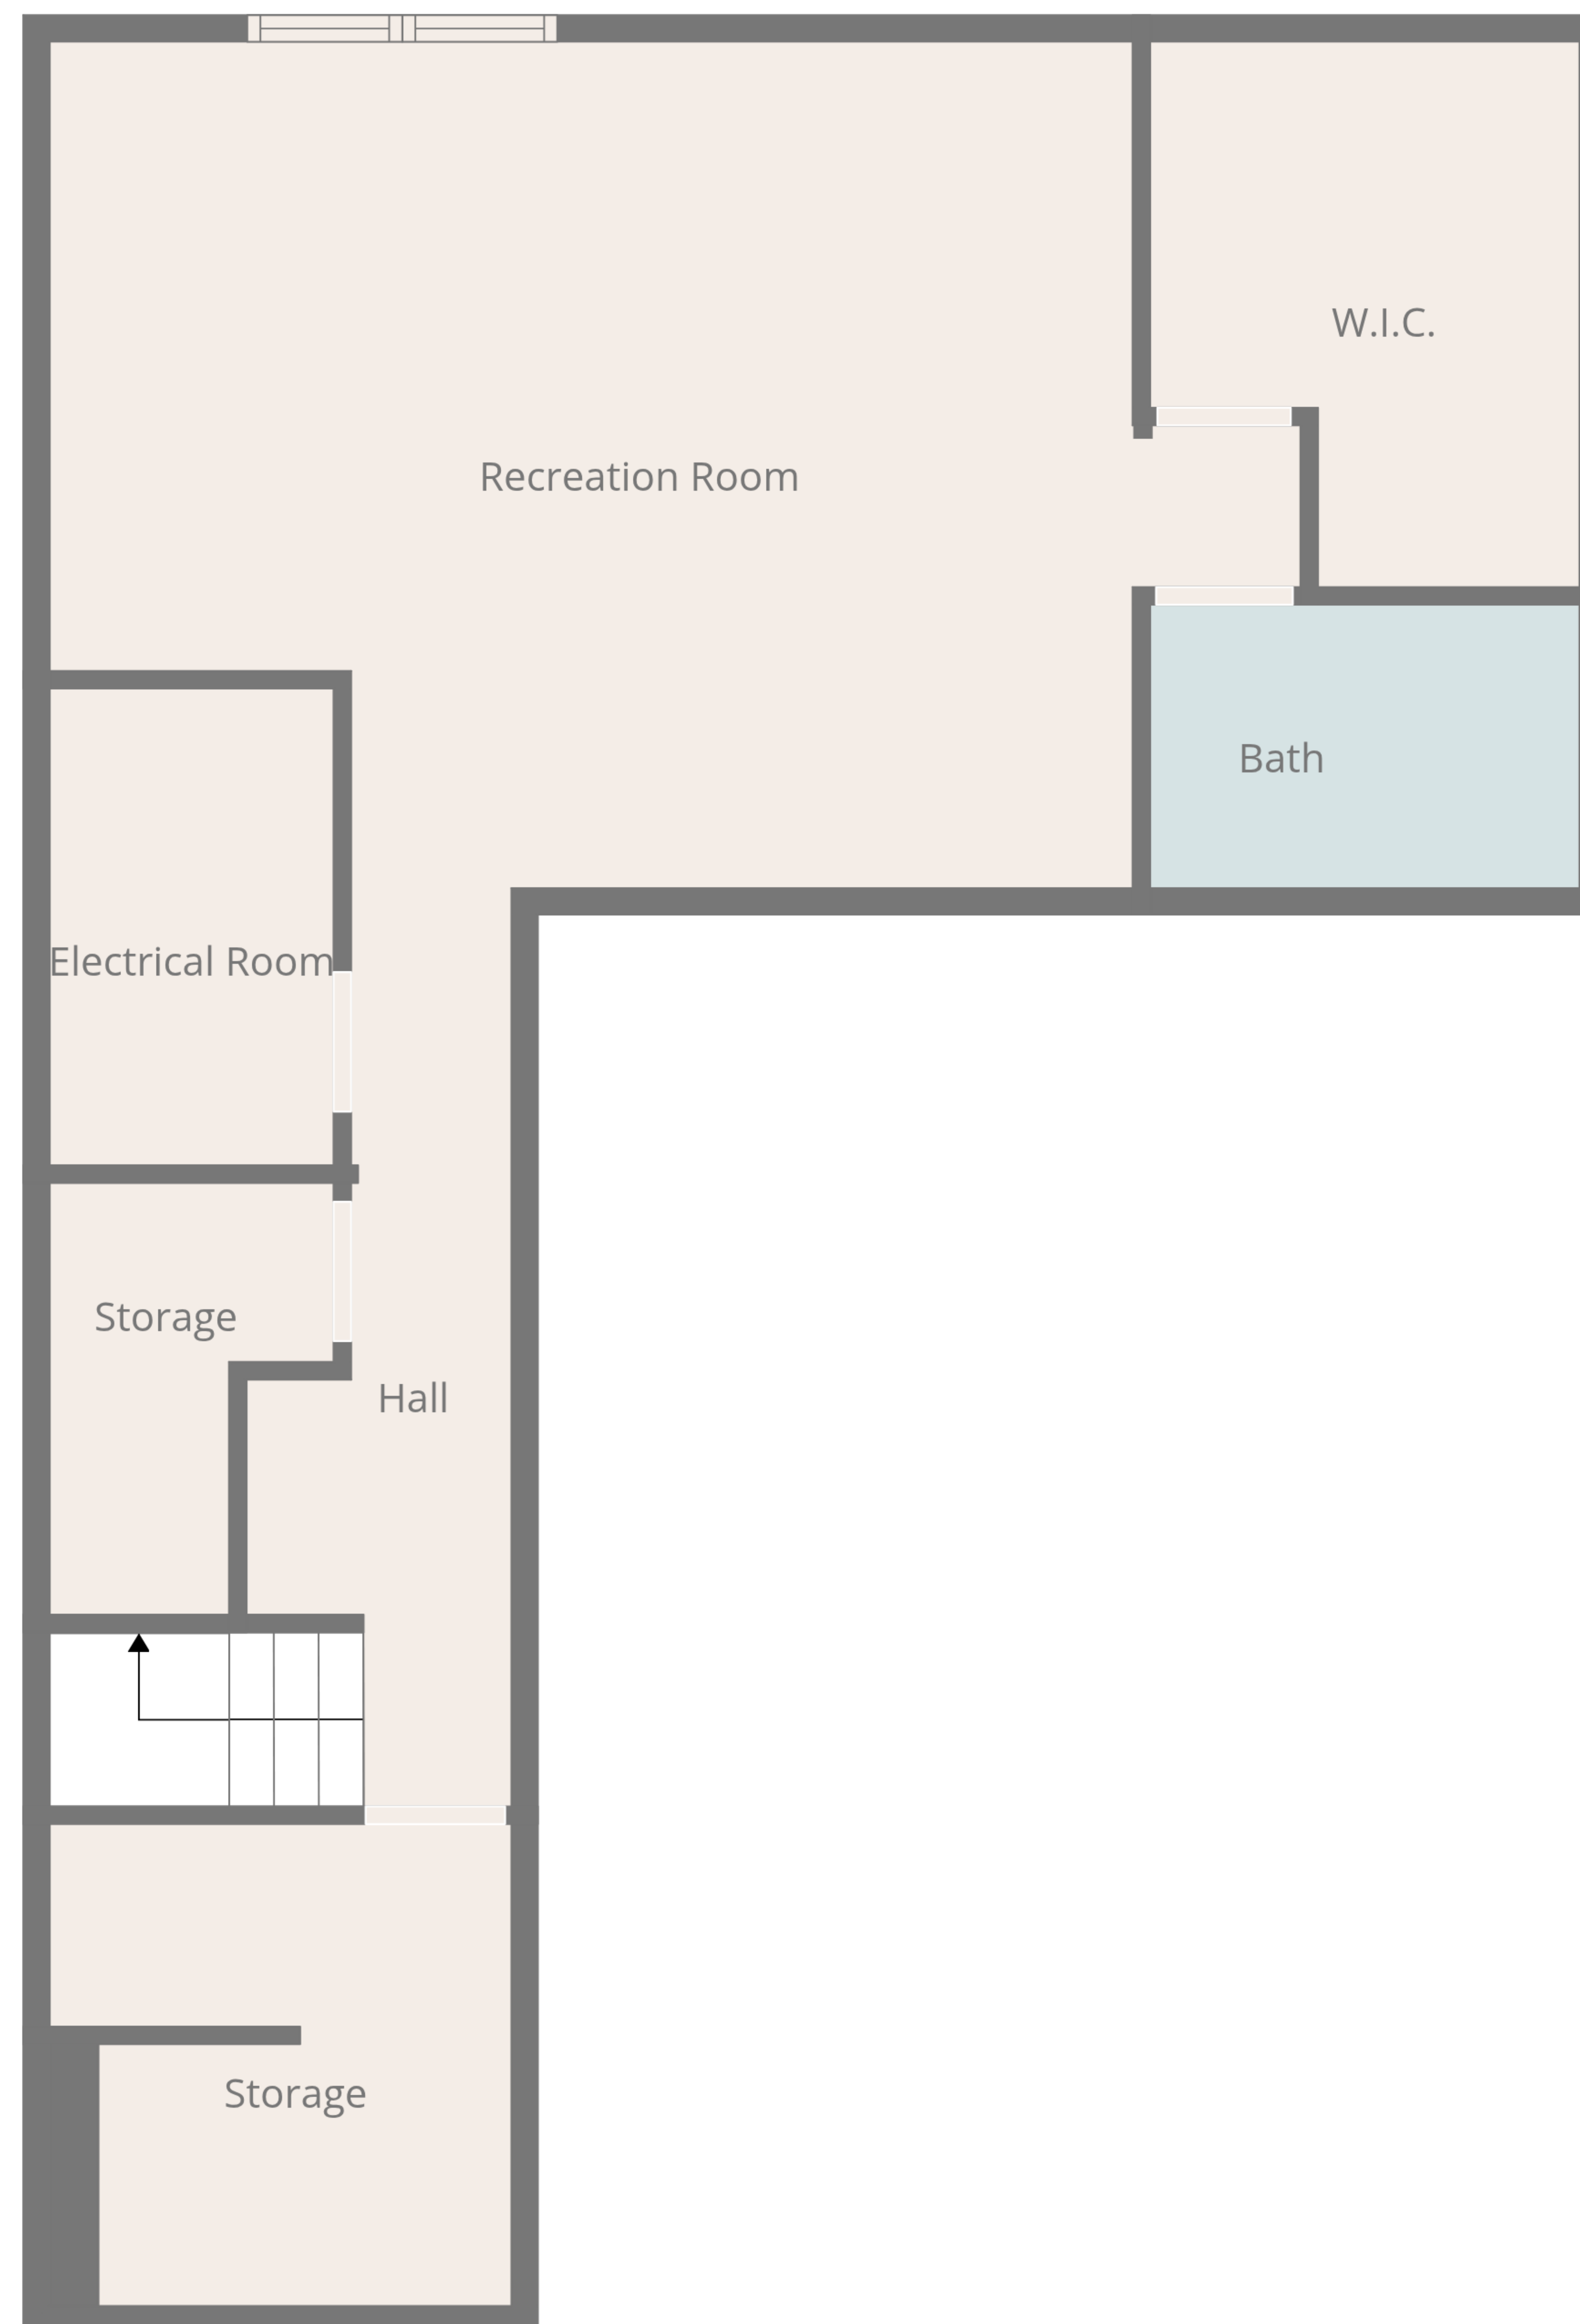 W.I.C.
Recreation Room
Bath
Electrical Room
Storage
Hall
Storage